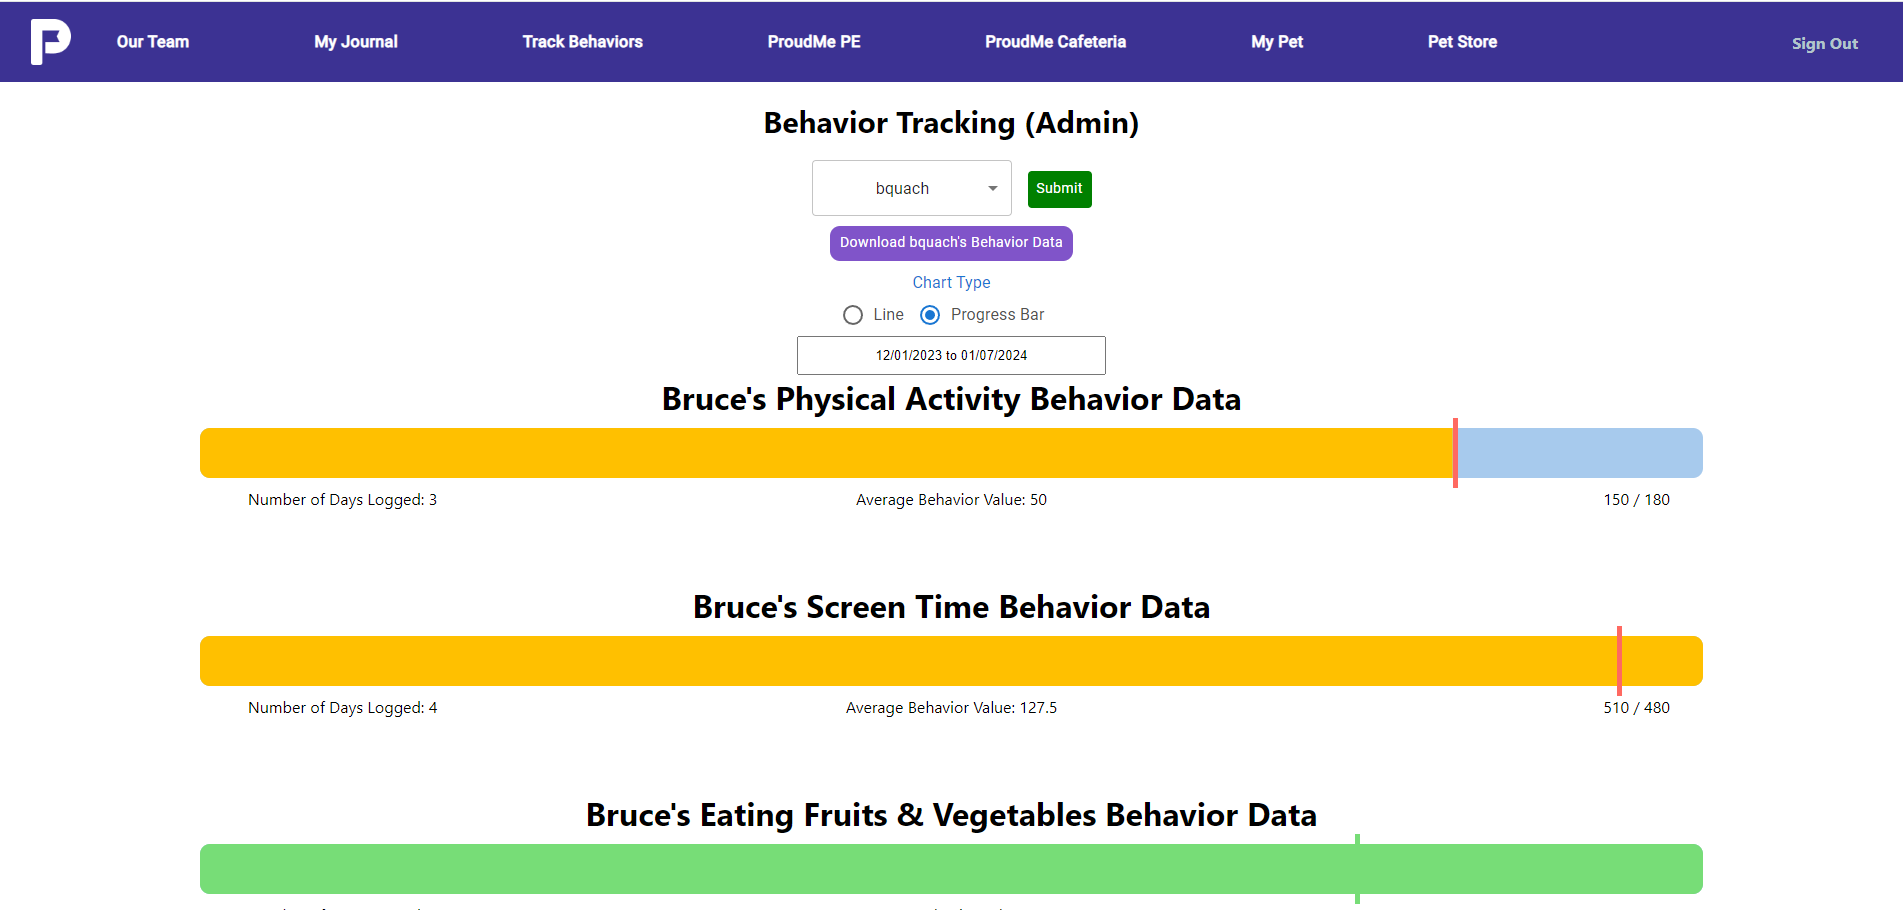 P Our Team My Journal Track Behaviors ProudMe PE ProudMe Cafeteria My Pet Pet Store Sign Out
Behavior Tracking (Admin)
bquach Submit
Download bquach's Behavior Data
Chart Type
Line Progress Bar
12/01/2023 to 01/07/2024
Bruce's Physical Activity Behavior Data
Number of Days Logged: 3 Average Behavior Value: 50 150 / 180
Bruce's Screen Time Behavior Data
Number of Days Logged: 4 Average Behavior Value: 127.5 510 / 480
Bruce's Eating Fruits & Vegetables Behavior Data